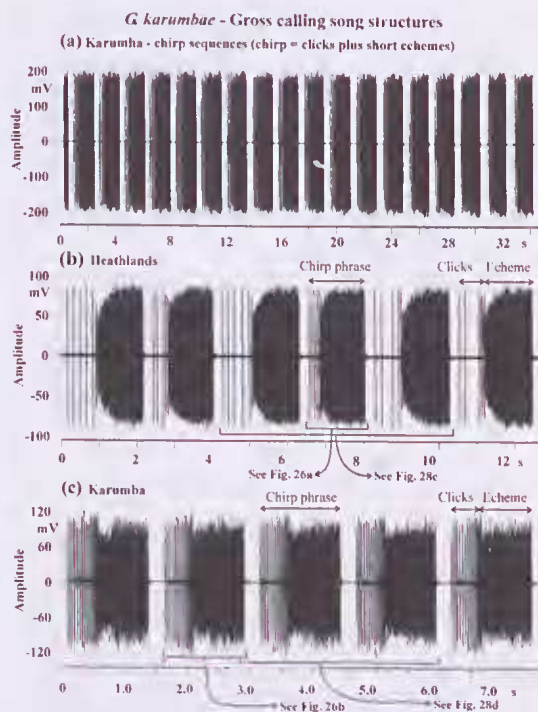 G. karumbae - Gross calling song structures
(a) Karumba - chirp sequences (chirp = clicks plus short echemes)
200
mV
100
0
-100
-200
Amplitude
0 4 8 12 16 20 24 28 32 s
(b) Heathlands
Chirp phrase
Clicks Echeme
100
mV
50
0
-50
-100
Amplitude
0 2 4 6 8 10 12 s
See Fig. 26a
See Fig. 28c
(c) Karumba
Chirp phrase
Clicks Echeme
120
mV
60
0
-60
-120
Amplitude
0 1.0 2.0 3.0 4.0 5.0 6.0 7.0 s
See Fig. 26b
See Fig. 28d